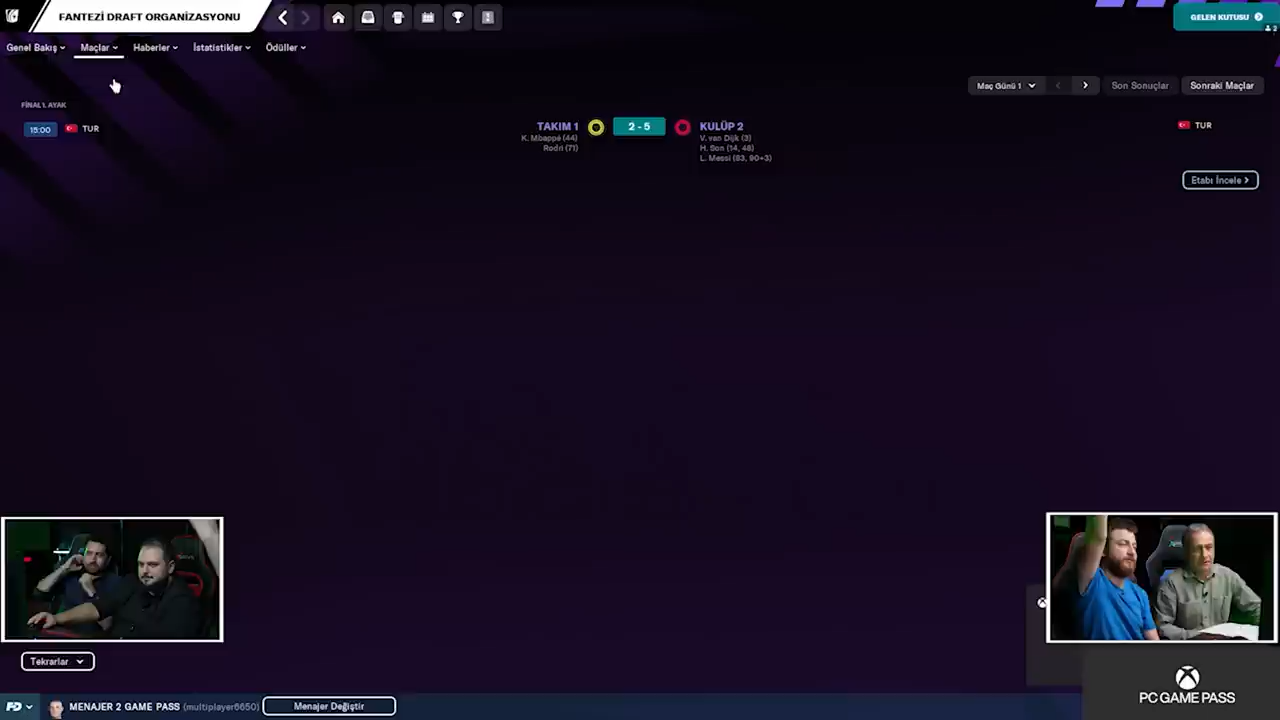 FANTEZİ DRAFT ORGANİZASYONU
GELEN KUTUSU
2
Genel Bakış
Maçlar
Haberler
İstatistikler
Ödüller
Maç Günü 1
Son Sonuçlar
Sonraki Maçlar
FİNAL 1. AYAK
15:00 TUR
TAKIM 1 2 - 5 KULÜP 2
TUR
K. Mbappé (44)
Rodri (71)
V. van Dijk (3)
H. Son (14, 48)
L. Messi (83, 90+3)
Etabı İncele
Tekrarlar
PC GAME PASS
FD
MENAJER 2 GAME PASS (multiplayer6650)
Menajer Değiştir